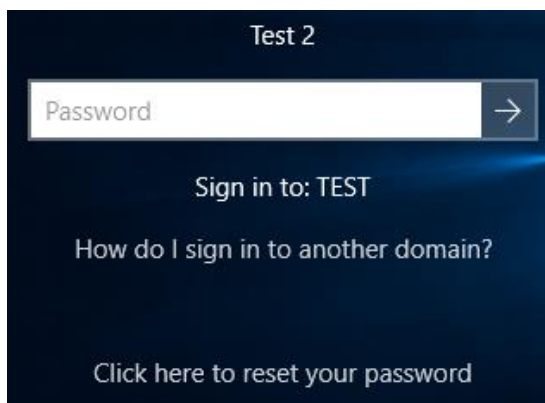 Test 2
Password
Sign in to: TEST
How do I sign in to another domain?
Click here to reset your password